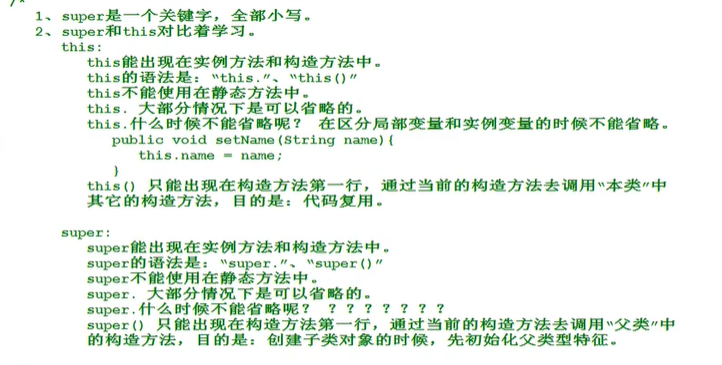 /*
1、super是一个关键字，全部小写。
2、super和this对比着学习。
this:
this能出现在实例方法和构造方法中。
this的语法是：“this.”、“this()”
this不能使用在静态方法中。
this. 大部分情况下是可以省略的。
this.什么时候不能省略呢？ 在区分局部变量和实例变量的时候不能省略。
public void setName(String name){
this.name = name;
}
this() 只能出现在构造方法第一行，通过当前的构造方法去调用“本类”中
其它的构造方法，目的是：代码复用。
super:
super能出现在实例方法和构造方法中。
super的语法是：“super.”、“super()”
super不能使用在静态方法中。
super. 大部分情况下是可以省略的。
super.什么时候不能省略呢？ ？？？？？？？
super() 只能出现在构造方法第一行，通过当前的构造方法去调用“父类”中
的构造方法，目的是：创建子类对象的时候，先初始化父类型特征。